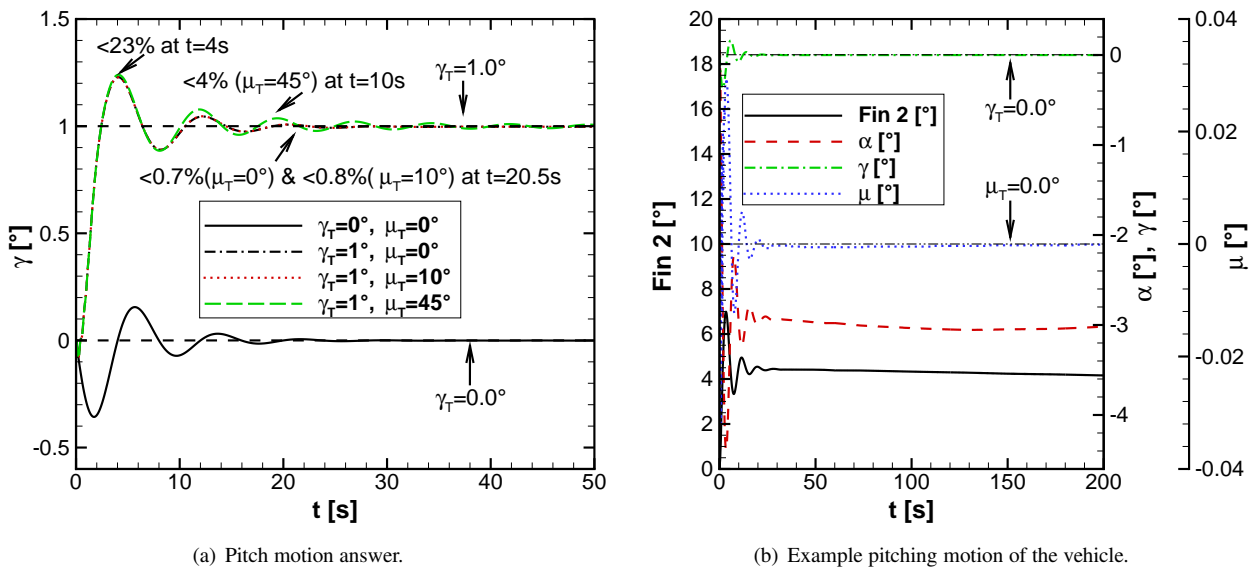 1.5
1
0.5
0
-0.5
γ [°]
0
10
20
30
40
50
t [s]
<23% at t=4s
<4% (μT=45°) at t=10s
γT=1.0°
<0.7%(μT=0°) & <0.8%( μT=10°) at t=20.5s
γT=0°, μT=0°
γT=1°, μT=0°
γT=1°, μT=10°
γT=1°, μT=45°
γT=0.0°
(a) Pitch motion answer.
20
18
16
14
12
10
8
6
4
2
0
Fin 2 [°]
0
50
100
150
200
t [s]
γT=0.0°
Fin 2 [°]
α [°]
γ [°]
μ [°]
μT=0.0°
0
-1
-2
-3
-4
α [°], γ [°]
0.04
0.02
0
-0.02
-0.04
μ [°]
(b) Example pitching motion of the vehicle.